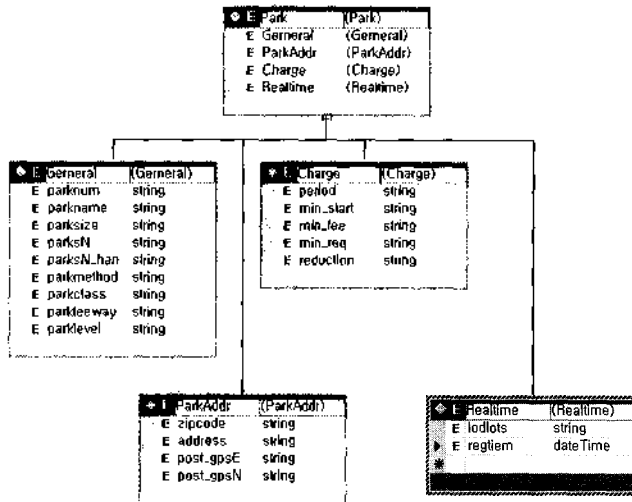 E Park (Park)
E Gerneral (Gerneral)
E ParkAddr (ParkAddr)
E Charge (Charge)
E Realtime (Realtime)
E Gerneral (Gerneral)
E parknum string
E parkname string
E parksize string
E parksN string
E parksN_han string
E parkmethod string
E parkclass string
E parkfeeway string
E parklevel string
E Charge (Charge)
E period string
E min_start string
E min_fee string
E min_req string
E reduction string
E ParkAddr (ParkAddr)
E zipcode string
E address string
E post_gpsE string
E post_gpsN string
E Realtime (Realtime)
E lodlots string
E regtiem dateTime